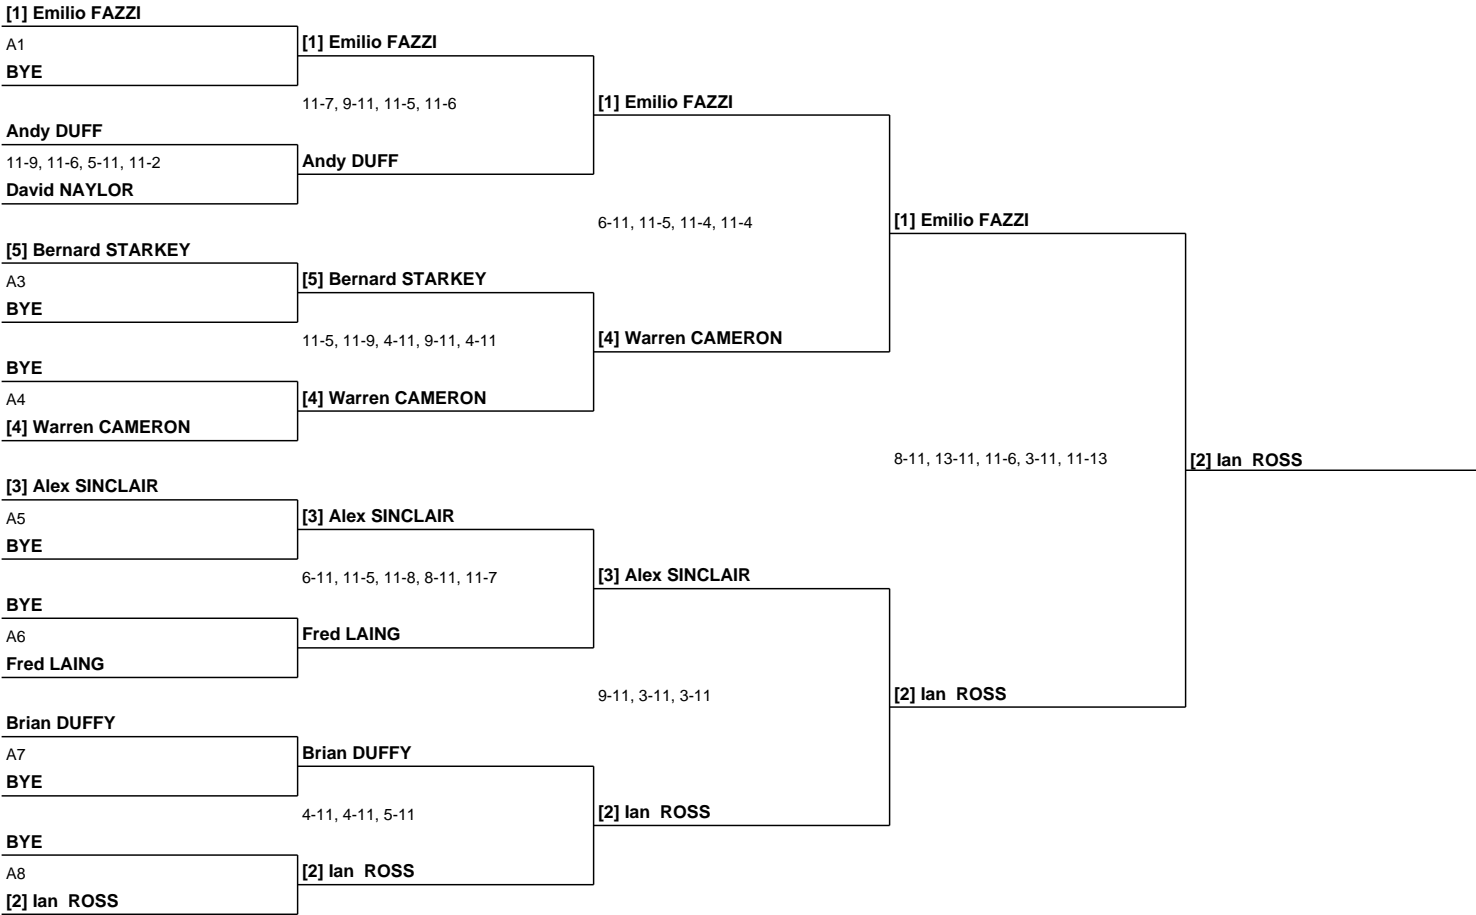 [1] Emilio FAZZI
A1
BYE
Andy DUFF
11-9, 11-6, 5-11, 11-2
David NAYLOR
[5] Bernard STARKEY
A3
BYE
BYE
A4
[4] Warren CAMERON
[3] Alex SINCLAIR
A5
BYE
BYE
A6
Fred LAING
Brian DUFFY
A7
BYE
BYE
A8
[2] Ian  ROSS
[1] Emilio FAZZI
11-7, 9-11, 11-5, 11-6
Andy DUFF
[5] Bernard STARKEY
11-5, 11-9, 4-11, 9-11, 4-11
[4] Warren CAMERON
[3] Alex SINCLAIR
6-11, 11-5, 11-8, 8-11, 11-7
Fred LAING
Brian DUFFY
4-11, 4-11, 5-11
[2] Ian  ROSS
[1] Emilio FAZZI
6-11, 11-5, 11-4, 11-4
[4] Warren CAMERON
[3] Alex SINCLAIR
9-11, 3-11, 3-11
[2] Ian  ROSS
[1] Emilio FAZZI
8-11, 13-11, 11-6, 3-11, 11-13
[2] Ian  ROSS
[2] Ian  ROSS